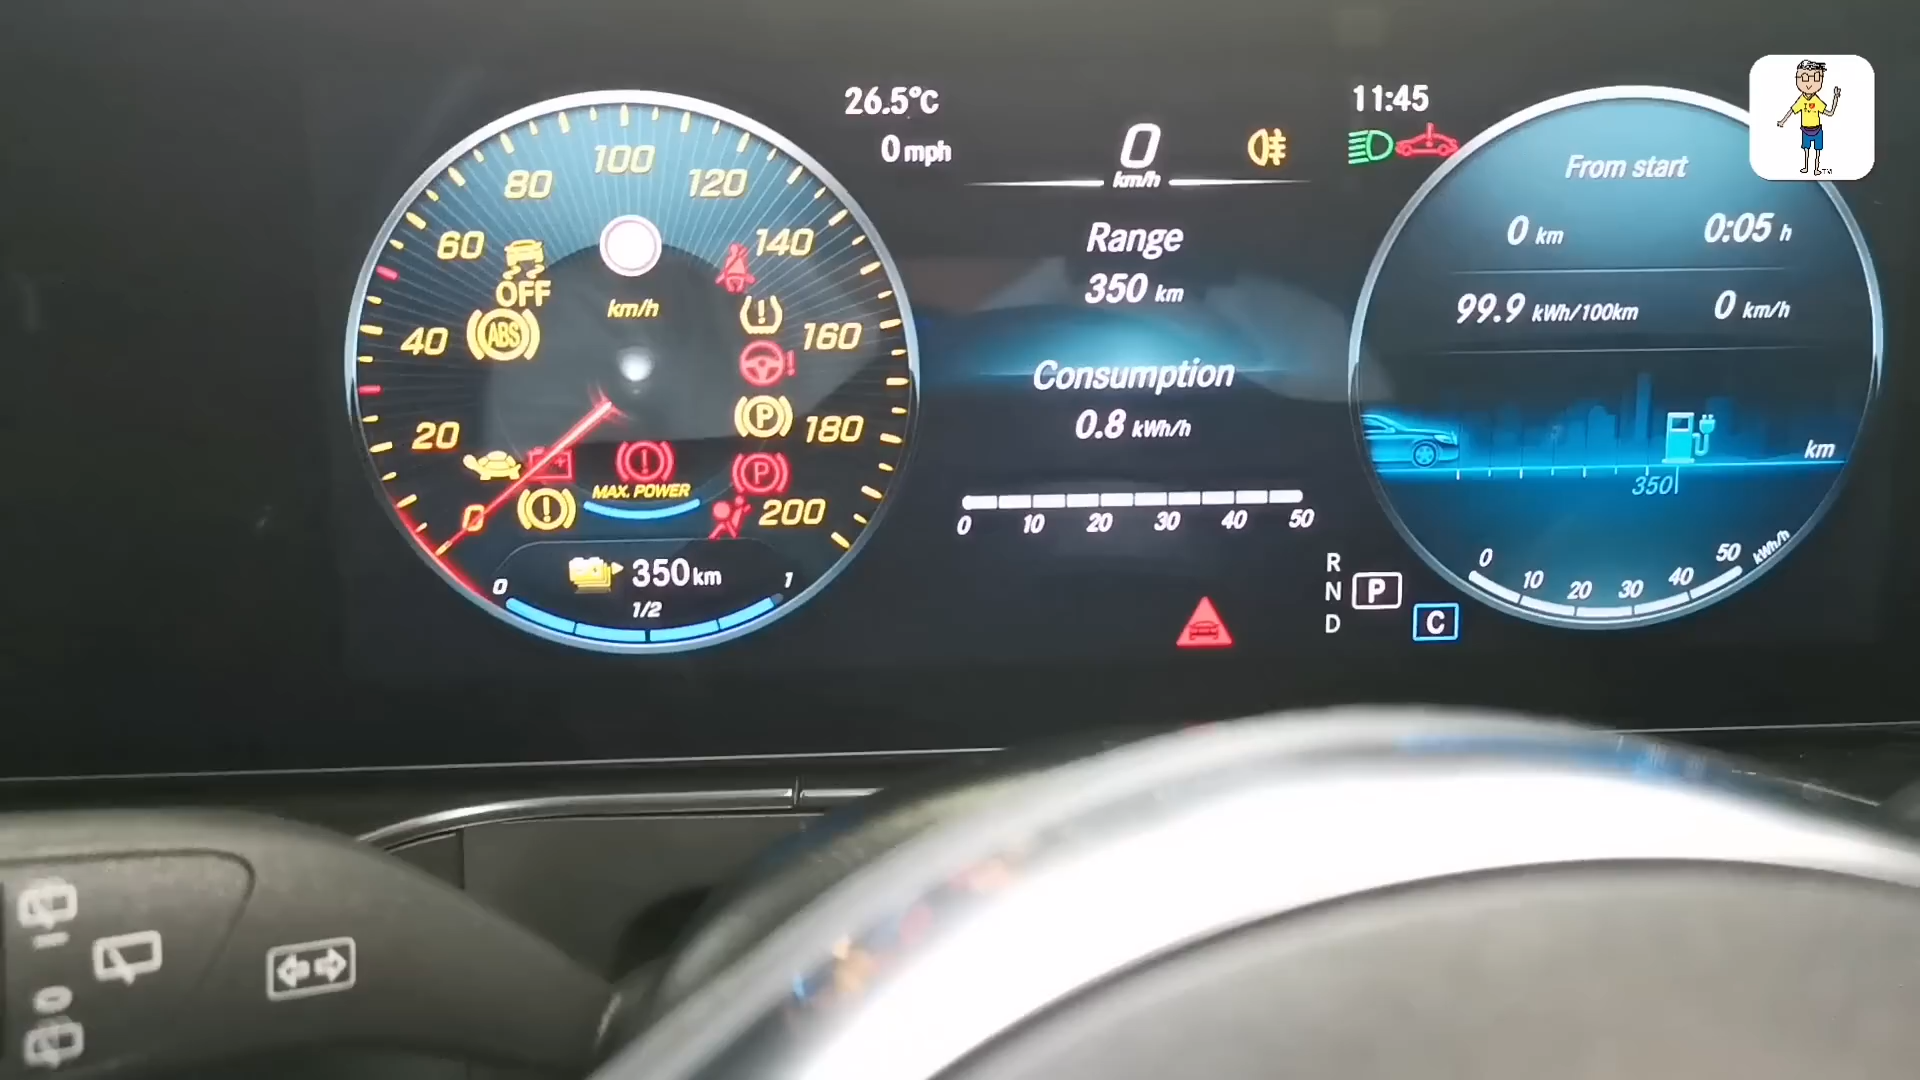 26.5°C
0 mph
0
km/h
11:45
100
80
120
60
140
OFF
km/h
ABS
40
160
P
20
180
P
MAX. POWER
0
200
350 km
0
1
1/2
Range
350 km
Consumption
0.8 kWh/h
0 10 20 30 40 50
R
N
P
D
C
From start
0 km 0:05 h
99.9 kWh/100km 0 km/h
km
350
0 10 20 30 40 50 kWh/h
0